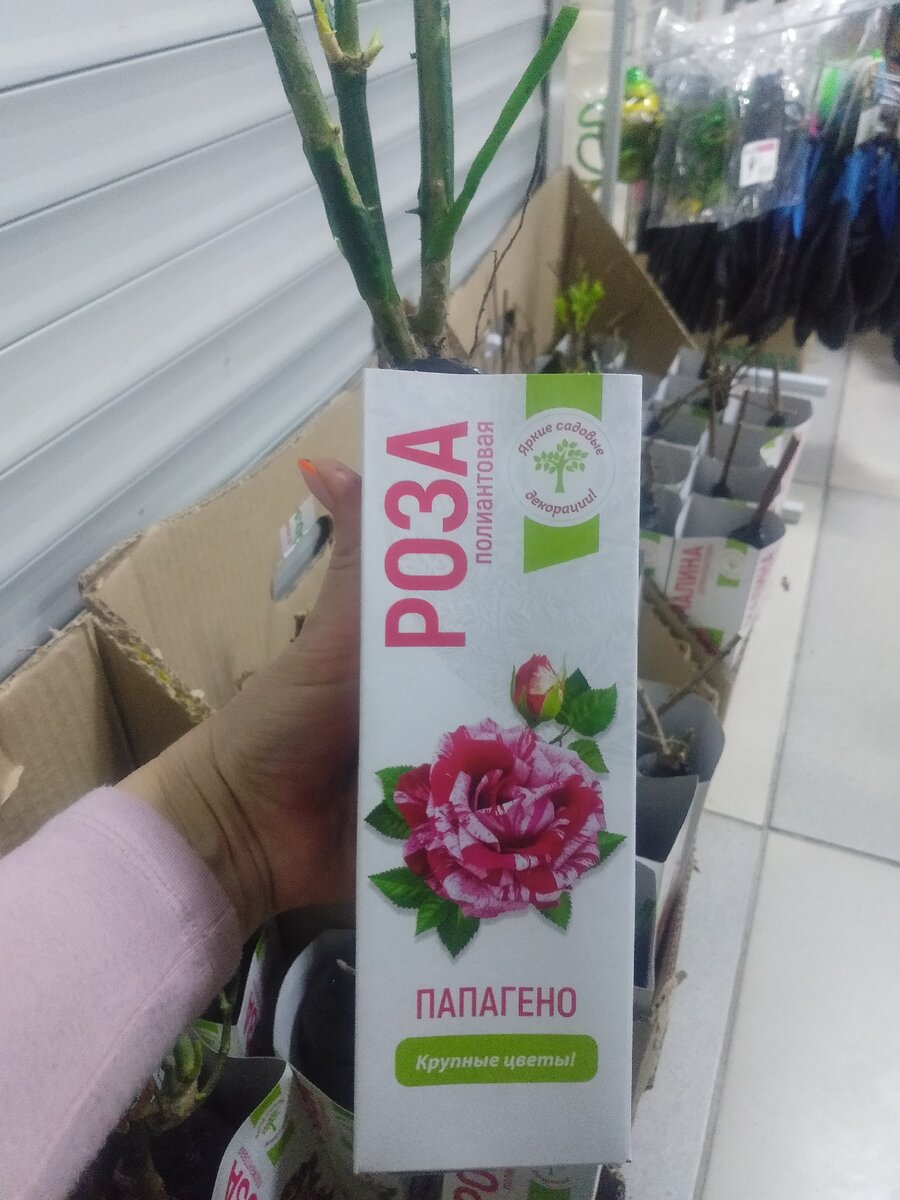 РОЗА
полиантовая
Яркие садовые
декорации!
ПАПАГЕНО
Крупные цветы!